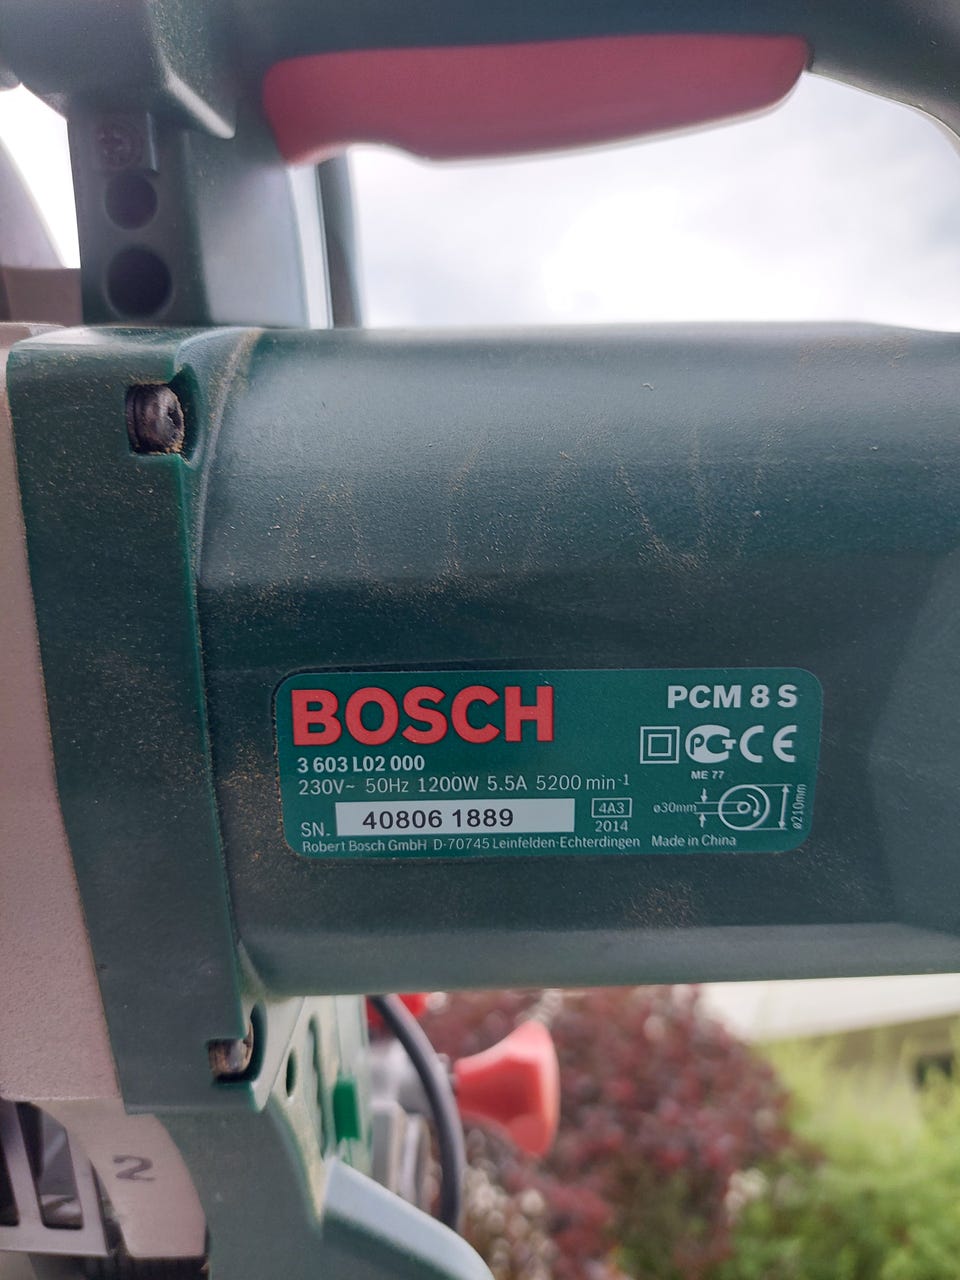 BOSCH PCM 8 S
3 603 L02 000
ME 77
230V~ 50Hz 1200W 5.5A 5200 min-1
SN. 40806 1889 4A3
2014
ø30mm ø210mm
Robert Bosch GmbH D-70745 Leinfelden-Echterdingen Made in China
2